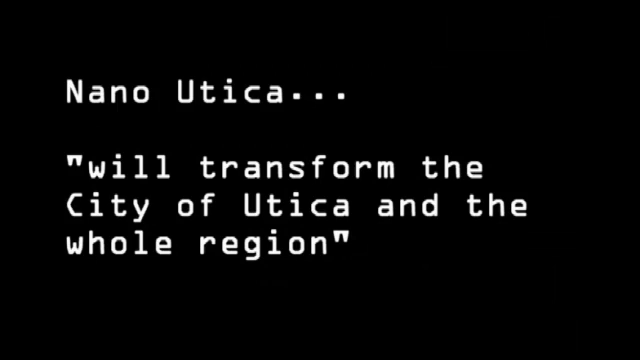 Nano Utica...
"will transform the
City of Utica and the
whole region"